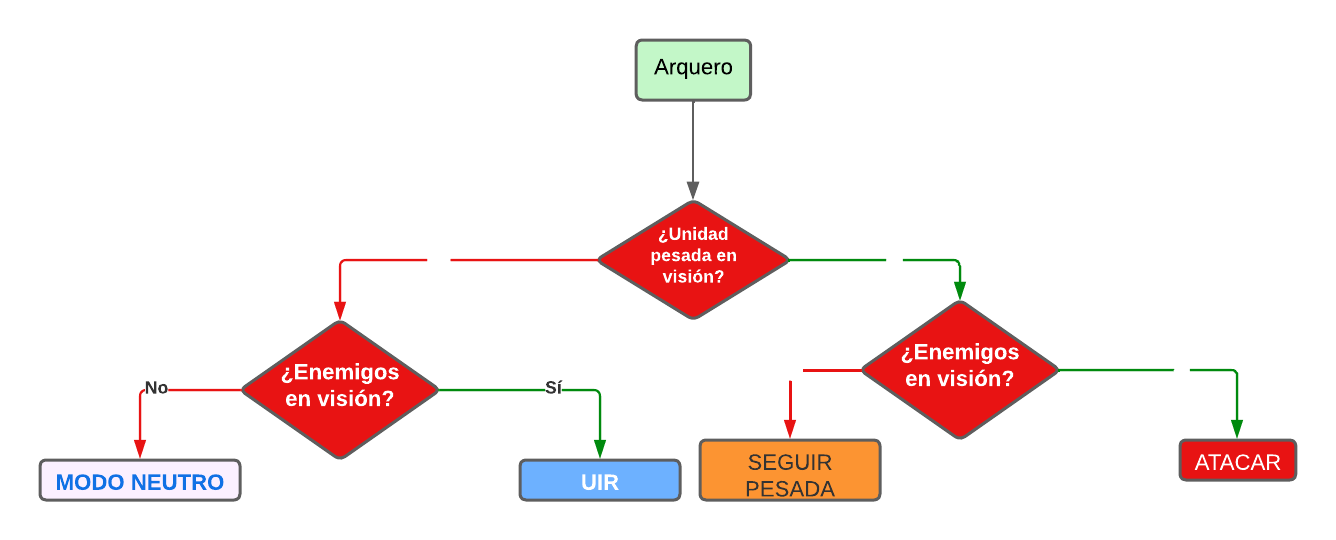 Arquero
¿Unidad
pesada en
visión?
¿Enemigos
en visión?
¿Enemigos
en visión?
No
Sí
MODO NEUTRO
UIR
SEGUIR
PESADA
ATACAR